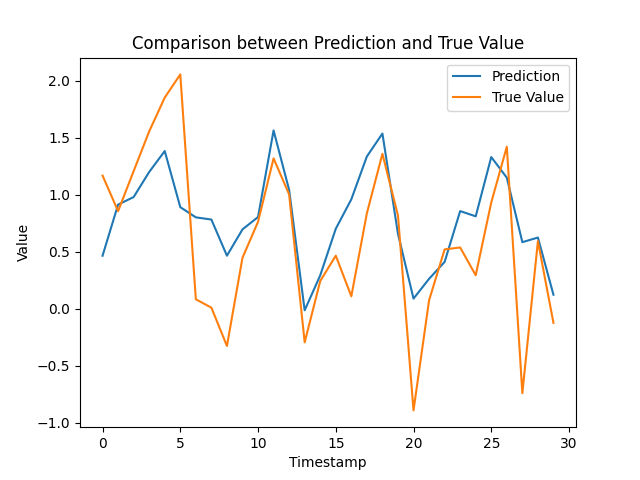 Comparison between Prediction and True Value
Prediction
True Value
2.0
1.5
1.0
0.5
0.0
−0.5
−1.0
Value
0 5 10 15 20 25 30
Timestamp